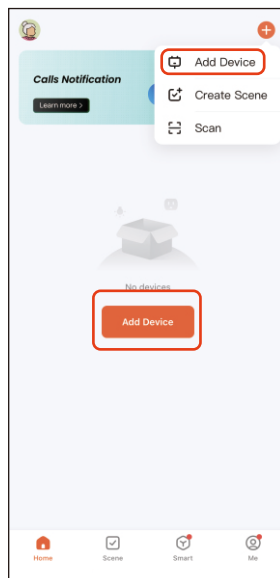 Add Device
Calls Notification
Learn more >
Create Scene
Scan
No devices
Add Device
Home
Scene
Smart
Me